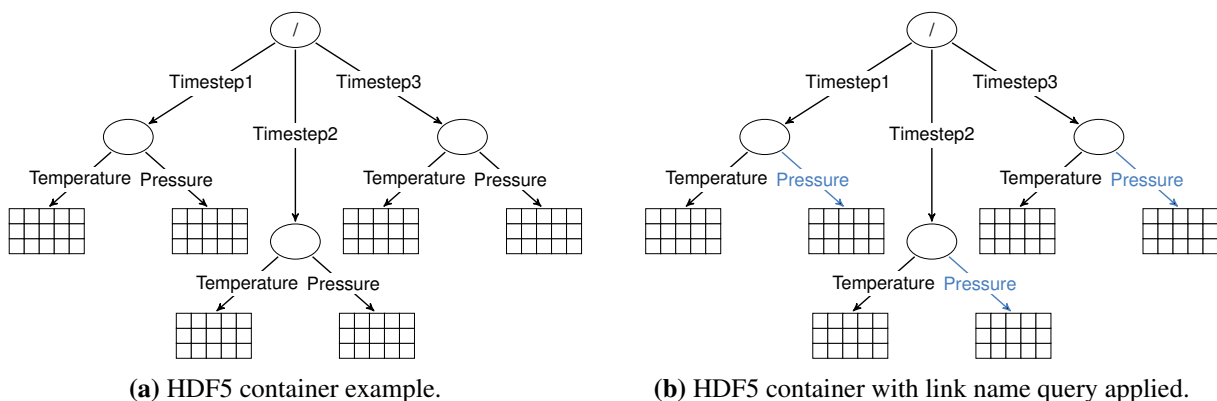 /
Timestep1
Timestep3
Timestep2
Temperature Pressure
Temperature Pressure
Temperature Pressure
(a) HDF5 container example.
/
Timestep1
Timestep3
Timestep2
Temperature Pressure
Temperature Pressure
Temperature Pressure
(b) HDF5 container with link name query applied.